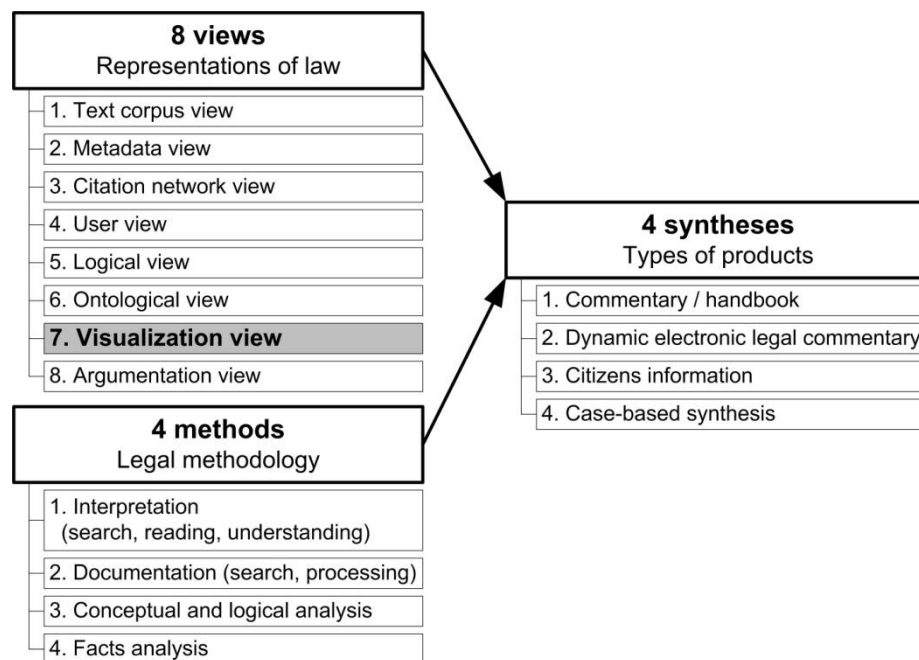 8 views
Representations of law
1. Text corpus view
2. Metadata view
3. Citation network view
4. User view
5. Logical view
6. Ontological view
7. Visualization view
8. Argumentation view
4 methods
Legal methodology
1. Interpretation
(search, reading, understanding)
2. Documentation (search, processing)
3. Conceptual and logical analysis
4. Facts analysis
4 syntheses
Types of products
1. Commentary / handbook
2. Dynamic electronic legal commentary
3. Citizens information
4. Case-based synthesis